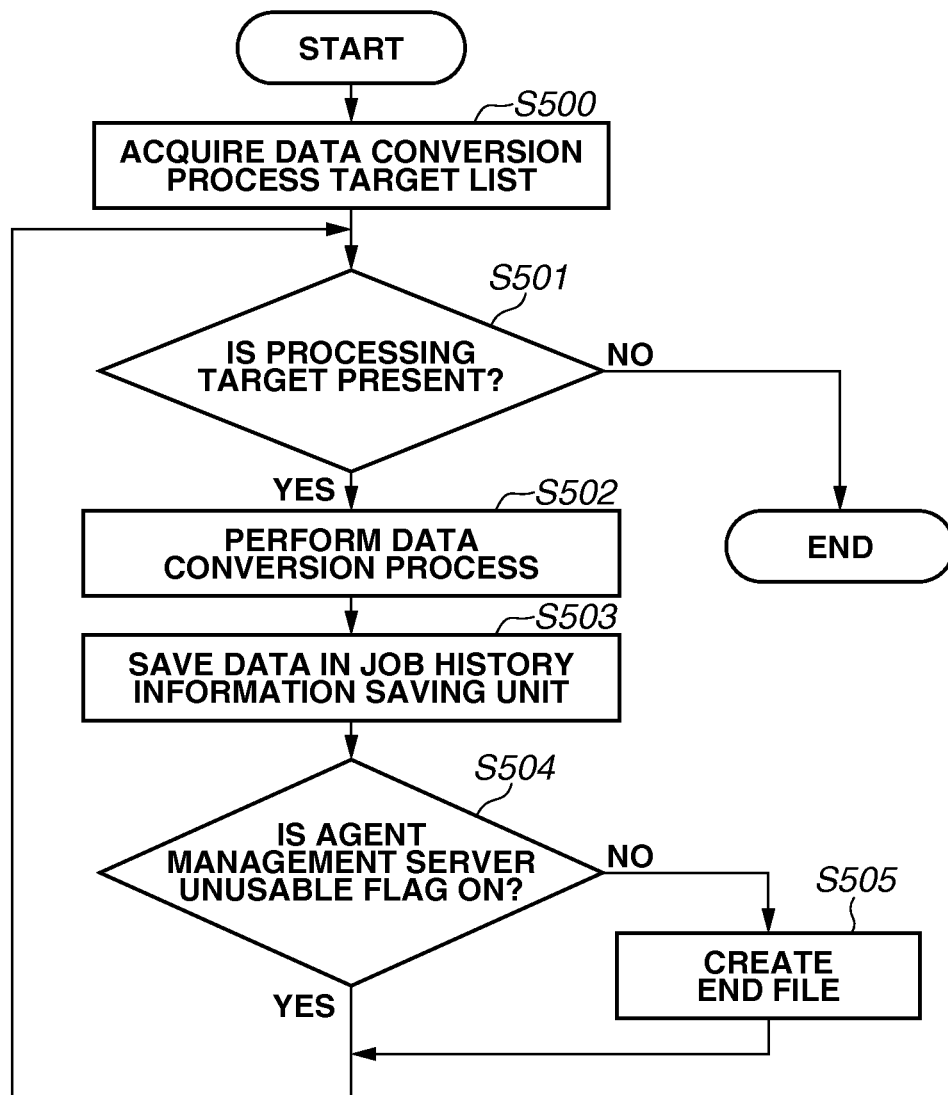 START
S500
ACQUIRE DATA CONVERSION
PROCESS TARGET LIST
S501
IS PROCESSING
TARGET PRESENT?
NO
YES
S502
PERFORM DATA
CONVERSION PROCESS
END
S503
SAVE DATA IN JOB HISTORY
INFORMATION SAVING UNIT
S504
IS AGENT
MANAGEMENT SERVER
UNUSABLE FLAG ON?
NO
YES
S505
CREATE
END FILE